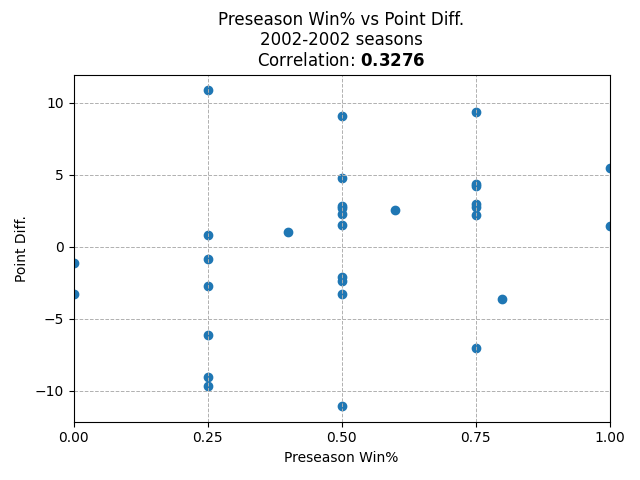 Preseason Win% vs Point Diff.
2002-2002 seasons
Correlation: 0.3276
10
5
0
−5
−10
Point Diff.
0.00 0.25 0.50 0.75 1.00
Preseason Win%